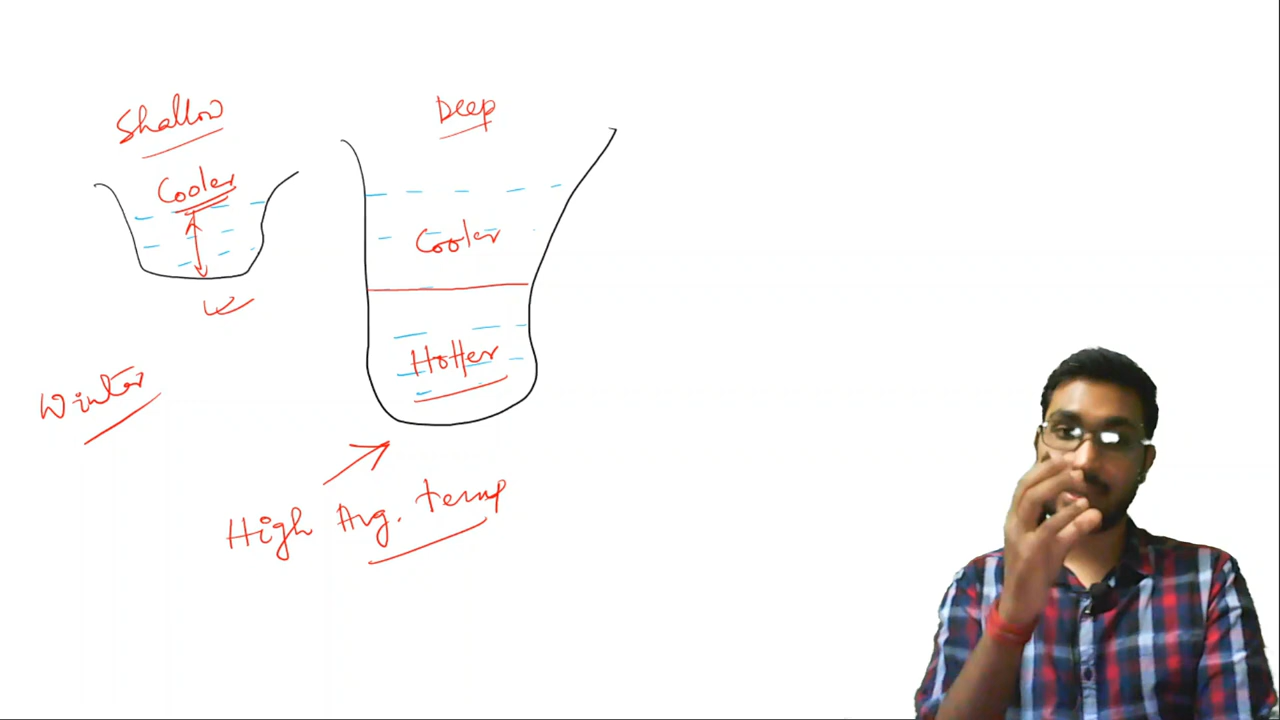 Shallow
Deep
Cooler
Cooler
Hotter
Winter
High Avg. temp